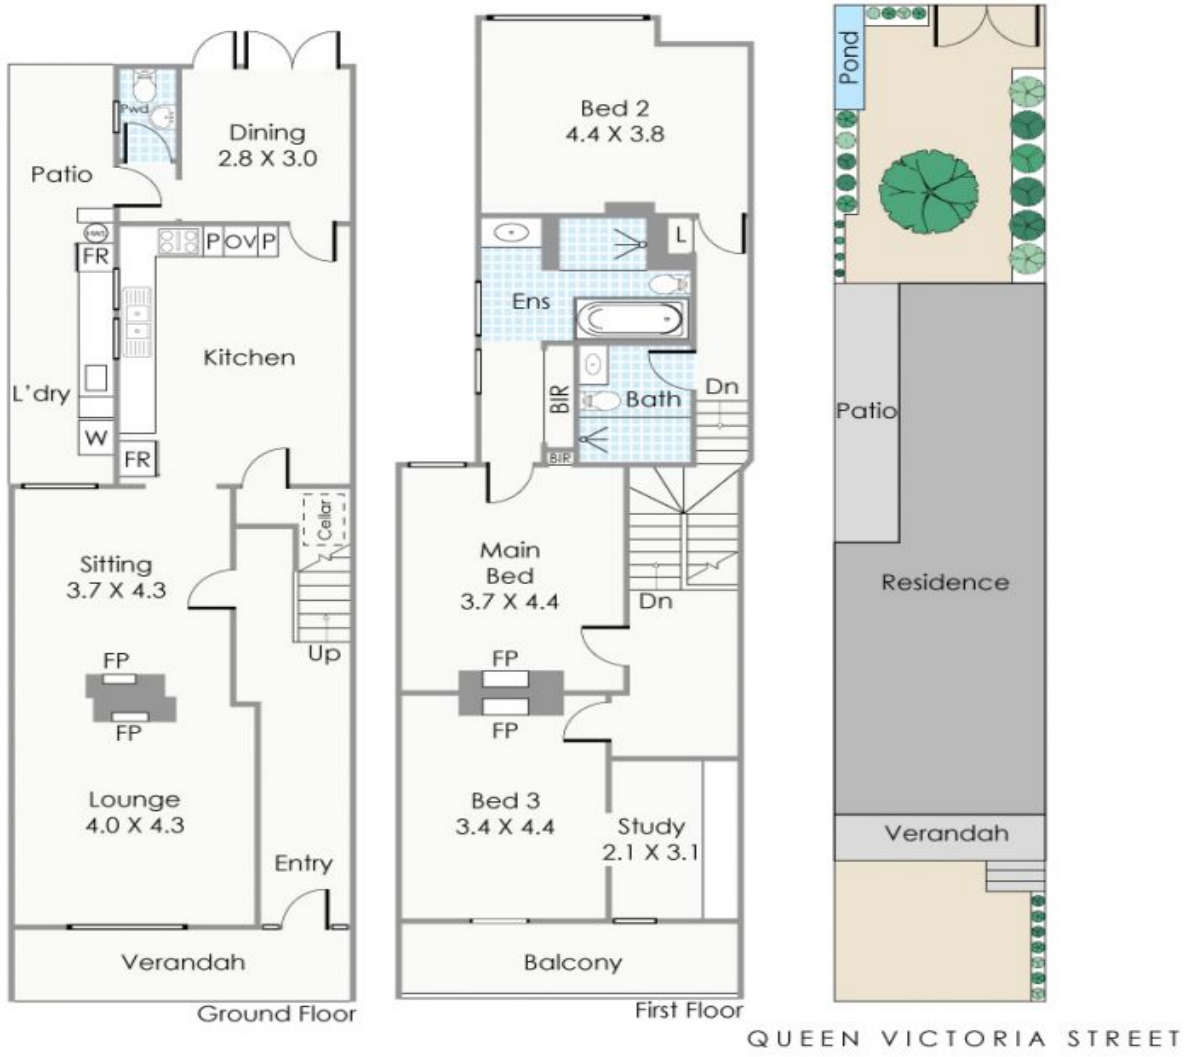 Pwd
Dining
2.8 X 3.0
Patio
HWS
FR
P OV P
Kitchen
L'dry
W
FR
Cellar
Sitting
3.7 X 4.3
Up
FP
FP
Lounge
4.0 X 4.3
Entry
Verandah
Ground Floor
Bed 2
4.4 X 3.8
L
Ens
Dn
BIR
Bath
BIR
Main
Bed
3.7 X 4.4
Dn
FP
FP
Bed 3
3.4 X 4.4
Study
2.1 X 3.1
Balcony
First Floor
Pond
Patio
Residence
Verandah
QUEEN VICTORIA STREET